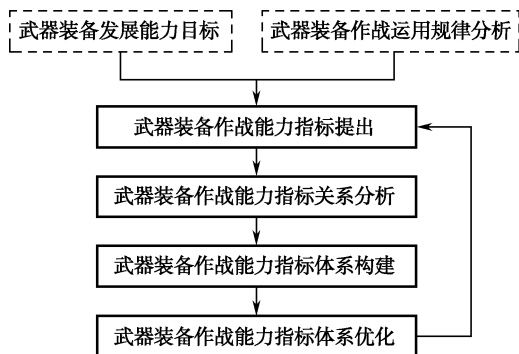 武器装备发展能力目标
武器装备作战运用规律分析
武器装备作战能力指标提出
武器装备作战能力指标关系分析
武器装备作战能力指标体系构建
武器装备作战能力指标体系优化